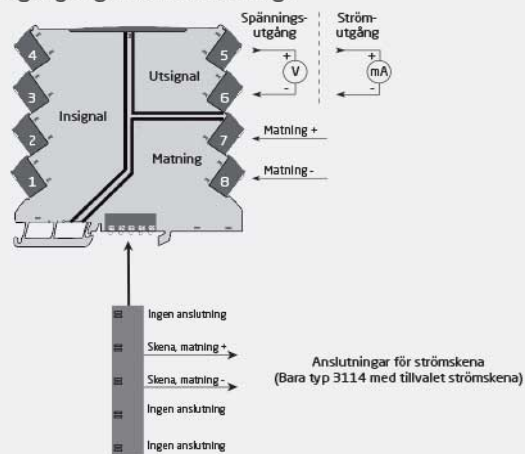 Spännings-
utgång
Ström-
utgång
4
3
2
1
Insignal
Utsignal
Matning
5
6
7
8
+
V
-
+
mA
-
Matning +
Matning -
Ingen anslutning
Skena, matning +
Skena, matning -
Ingen anslutning
Ingen anslutning
Anslutningar för strömskena
(Bara typ 3114 med tillvalet strömskena)